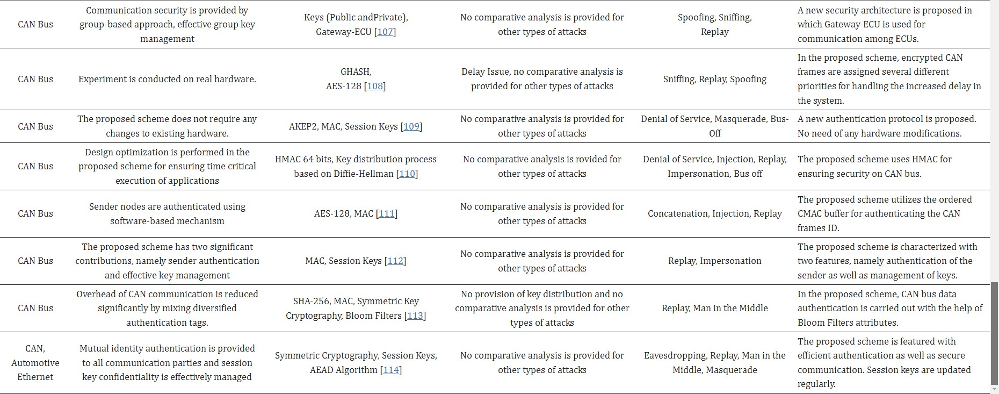 CAN Bus
Communication security is provided by
group-based approach, effective group key
management
Keys (Public andPrivate),
Gateway-ECU [107]
No comparative analysis is provided for
other types of attacks
Spoofing, Sniffing,
Replay
A new security architecture is proposed in
which Gateway-ECU is used for
communication among ECUs.
CAN Bus
Experiment is conducted on real hardware.
GHASH,
AES-128 [108]
Delay Issue, no comparative analysis is
provided for other types of attacks
Sniffing, Replay, Spoofing
In the proposed scheme, encrypted CAN
frames are assigned several different
priorities for handling the increased delay in
the system.
CAN Bus
The proposed scheme does not require any
changes to existing hardware.
AKEP2, MAC, Session Keys [109]
No comparative analysis is provided for
other types of attacks
Denial of Service, Masquerade, Bus-
Off
A new authentication protocol is proposed.
No need of any hardware modifications.
CAN Bus
Design optimization is performed in the
proposed scheme for ensuring time critical
execution of applications
HMAC 64 bits, Key distribution process
based on Diffie-Hellman [110]
No comparative analysis is rovided for
other types of attacks
Denial of Service, Injection, Replay,
Impersonation, Bus off
The proposed scheme uses HMAC for
ensuring security on CAN bus.
CAN Bus
Sender nodes are authenticated using
software-based mechanism
AES-128, MAC [111]
No comparative analysis is provided for
other types of attacks
Concatenation, Injection, Replay
The proposed scheme utilizes the ordered
CMAC buffer for authenticating the CAN
frames ID.
CAN Bus
The proposed scheme has two significant
contributions, namely sender authentication
and effective key management
MAC, Session Keys [112]
No comparative analysis is provided for
other types of attacks
Replay, Impersonation
The proposed scheme is characterized with
two features, namely authentication of the
sender as well as management of keys.
CAN Bus
Overhead of CAN communication is reduced
significantly by mixing diversified
authentication tags.
SHA-256, MAC, Symmetric Key
Cryptography, Bloom Filters [113]
No provision of key distribution and no
comparative analysis is provided for other
types of attacks
Replay, Man in the Middle
In the proposed scheme, CAN bus data
authentication is carried out with the help of
Bloom Filters attributes.
CAN,
Automotive
Ethernet
Mutual identity authentication is provided
to all communication parties and session
key confidentiality is effectively managed
Symmetric Cryptography, Session Keys,
AEAD Algorithm [114]
No comparative analysis is provided for
other types of attacks
Eavesdropping, Replay, Man in the
Middle, Masquerade
The proposed scheme is featured with
efficient authentication as well as secure
communication. Session keys are updated
regularly.